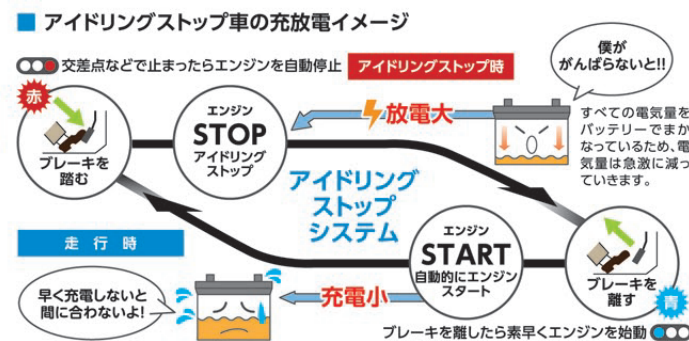 アイドリングストップ車の充放電イメージ
交差点などで止まったらエンジンを自動停止
アイドリングストップ時
僕が
がんばらないと!!
赤
ブレーキを
踏む
エンジン
STOP
アイドリング
ストップ
放電大
すべての電気量を
バッテリーでまか
なっているため、電
気量は急激に減っ
ていきます。
アイドリング
ストップ
システム
走行時
早く充電しないと
間に合わないよ!
充電小
エンジン
START
自動的にエンジン
スタート
ブレーキを
離す
青
ブレーキを離したら素早くエンジンを始動